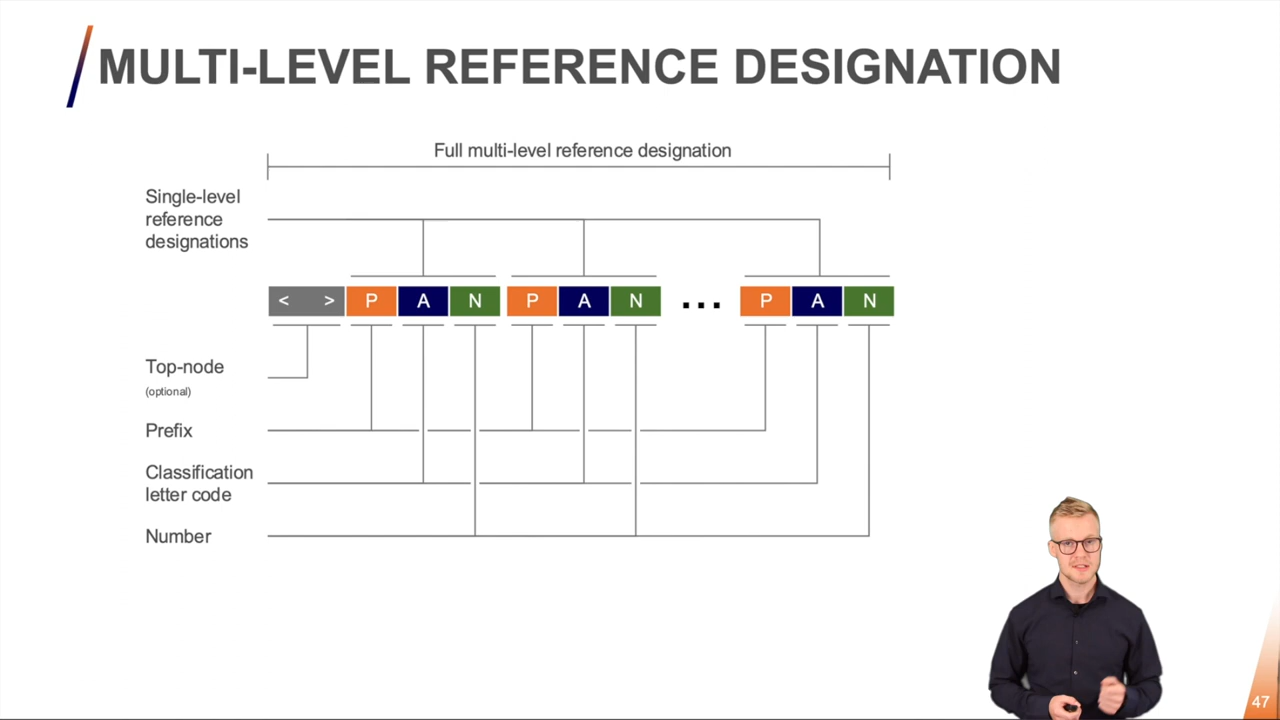 MULTI-LEVEL REFERENCE DESIGNATION
Full multi-level reference designation
Single-level
reference
designations
< > P A N P A N ... P A N
Top-node
(optional)
Prefix
Classification
letter code
Number
47